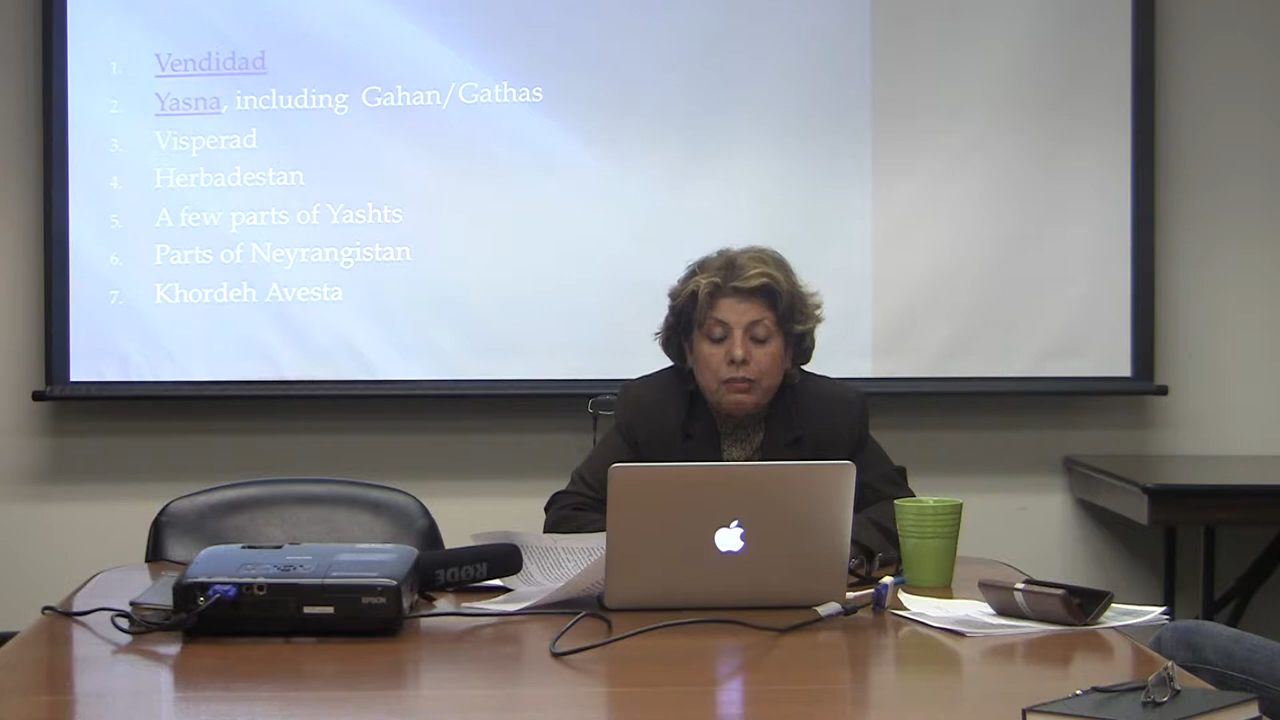 1. Vendidad
2. Yasna, including Gahan/Gathas
3. Visperad
4. Herbadestan
5. A few parts of Yashts
6. Parts of Neyrangistan
7. Khordeh Avesta
RØDE
EPSON